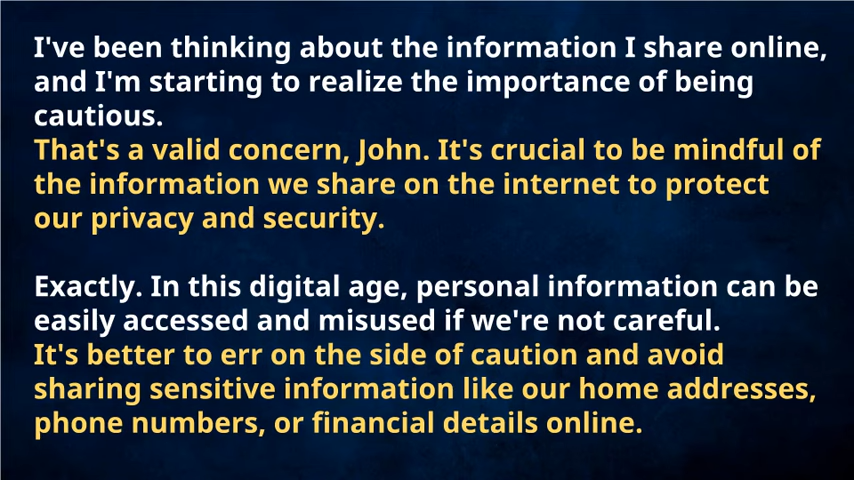 I've been thinking about the information I share online,
and I'm starting to realize the importance of being
cautious.
That's a valid concern, John. It's crucial to be mindful of
the information we share on the internet to protect
our privacy and security.
Exactly. In this digital age, personal information can be
easily accessed and misused if we're not careful.
It's better to err on the side of caution and avoid
sharing sensitive information like our home addresses,
phone numbers, or financial details online.